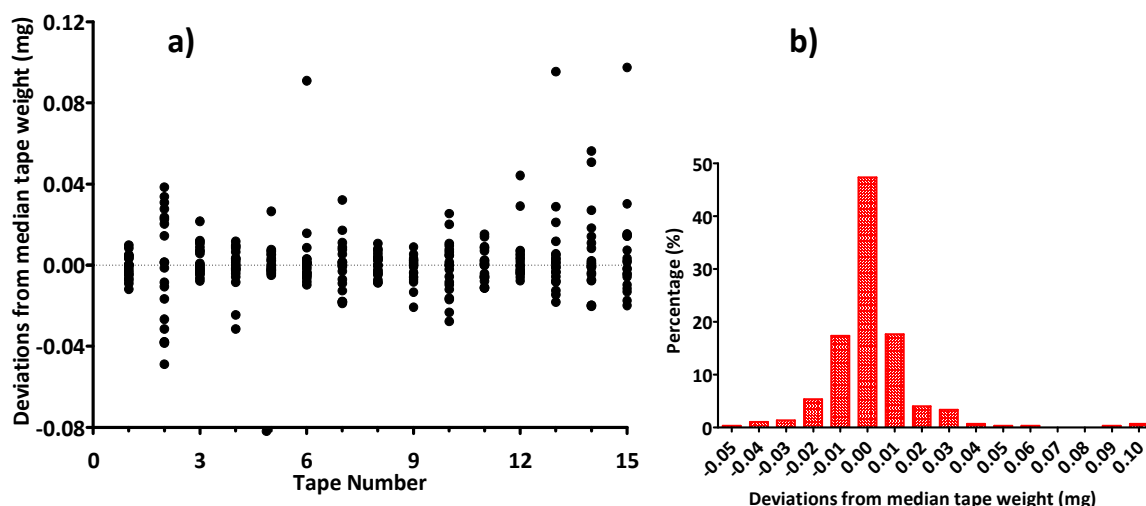 a)
Deviations from median tape weight (mg)
0.12
0.08
0.04
0.00
-0.04
-0.08
0 3 6 9 12 15
Tape Number
b)
Percentage (%)
50
40
30
20
10
0
-0.05 -0.04 -0.03 -0.02 -0.01 0.00 0.01 0.02 0.03 0.04 0.05 0.06 0.07 0.08 0.09 0.10
Deviations from median tape weight (mg)